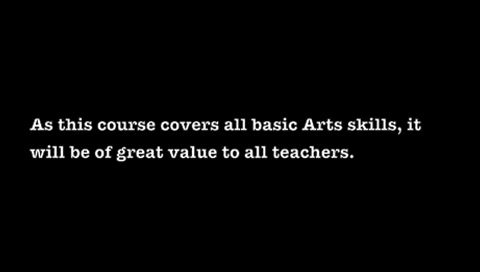 As this course covers all basic Arts skills, it
will be of great value to all teachers.